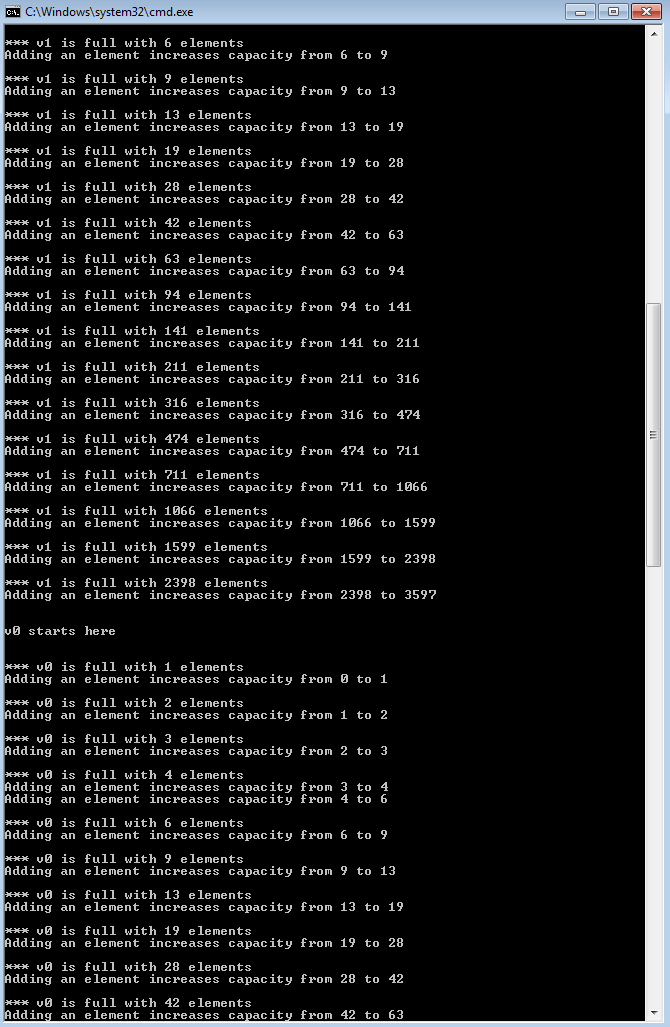 C:\Windows\system32\cmd.exe
*** v1 is full with 6 elements
Adding an element increases capacity from 6 to 9
*** v1 is full with 9 elements
Adding an element increases capacity from 9 to 13
*** v1 is full with 13 elements
Adding an element increases capacity from 13 to 19
*** v1 is full with 19 elements
Adding an element increases capacity from 19 to 28
*** v1 is full with 28 elements
Adding an element increases capacity from 28 to 42
*** v1 is full with 42 elements
Adding an element increases capacity from 42 to 63
*** v1 is full with 63 elements
Adding an element increases capacity from 63 to 94
*** v1 is full with 94 elements
Adding an element increases capacity from 94 to 141
*** v1 is full with 141 elements
Adding an element increases capacity from 141 to 211
*** v1 is full with 211 elements
Adding an element increases capacity from 211 to 316
*** v1 is full with 316 elements
Adding an element increases capacity from 316 to 474
*** v1 is full with 474 elements
Adding an element increases capacity from 474 to 711
*** v1 is full with 711 elements
Adding an element increases capacity from 711 to 1066
*** v1 is full with 1066 elements
Adding an element increases capacity from 1066 to 1599
*** v1 is full with 1599 elements
Adding an element increases capacity from 1599 to 2398
*** v1 is full with 2398 elements
Adding an element increases capacity from 2398 to 3597
v0 starts here
*** v0 is full with 1 elements
Adding an element increases capacity from 0 to 1
*** v0 is full with 2 elements
Adding an element increases capacity from 1 to 2
*** v0 is full with 3 elements
Adding an element increases capacity from 2 to 3
*** v0 is full with 4 elements
Adding an element increases capacity from 3 to 4
Adding an element increases capacity from 4 to 6
*** v0 is full with 6 elements
Adding an element increases capacity from 6 to 9
*** v0 is full with 9 elements
Adding an element increases capacity from 9 to 13
*** v0 is full with 13 elements
Adding an element increases capacity from 13 to 19
*** v0 is full with 19 elements
Adding an element increases capacity from 19 to 28
*** v0 is full with 28 elements
Adding an element increases capacity from 28 to 42
*** v0 is full with 42 elements
Adding an element increases capacity from 42 to 63